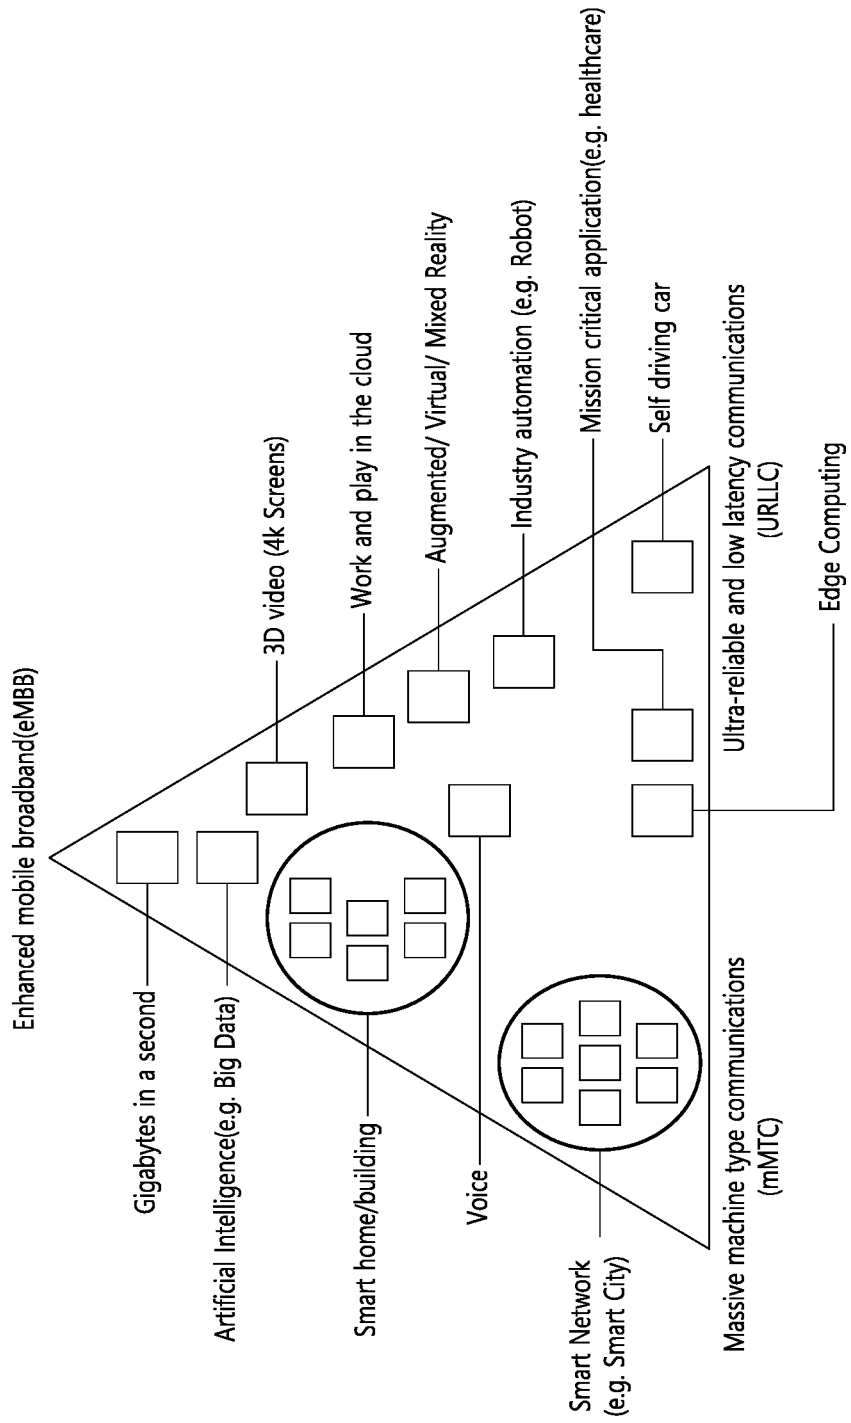 Enhanced mobile broadband(eMBB)
Gigabytes in a second
Artificial Intelligence(e.g. Big Data)
3D video (4k Screens)
Smart home/building
Work and play in the cloud
Augmented/ Virtual/ Mixed Reality
Voice
Industry automation (e.g. Robot)
Smart Network
(e.g. Smart City)
Mission critical application(e.g. healthcare)
Self driving car
Massive machine type communications
(mMTC)
Ultra-reliable and low latency communications
(URLLC)
Edge Computing